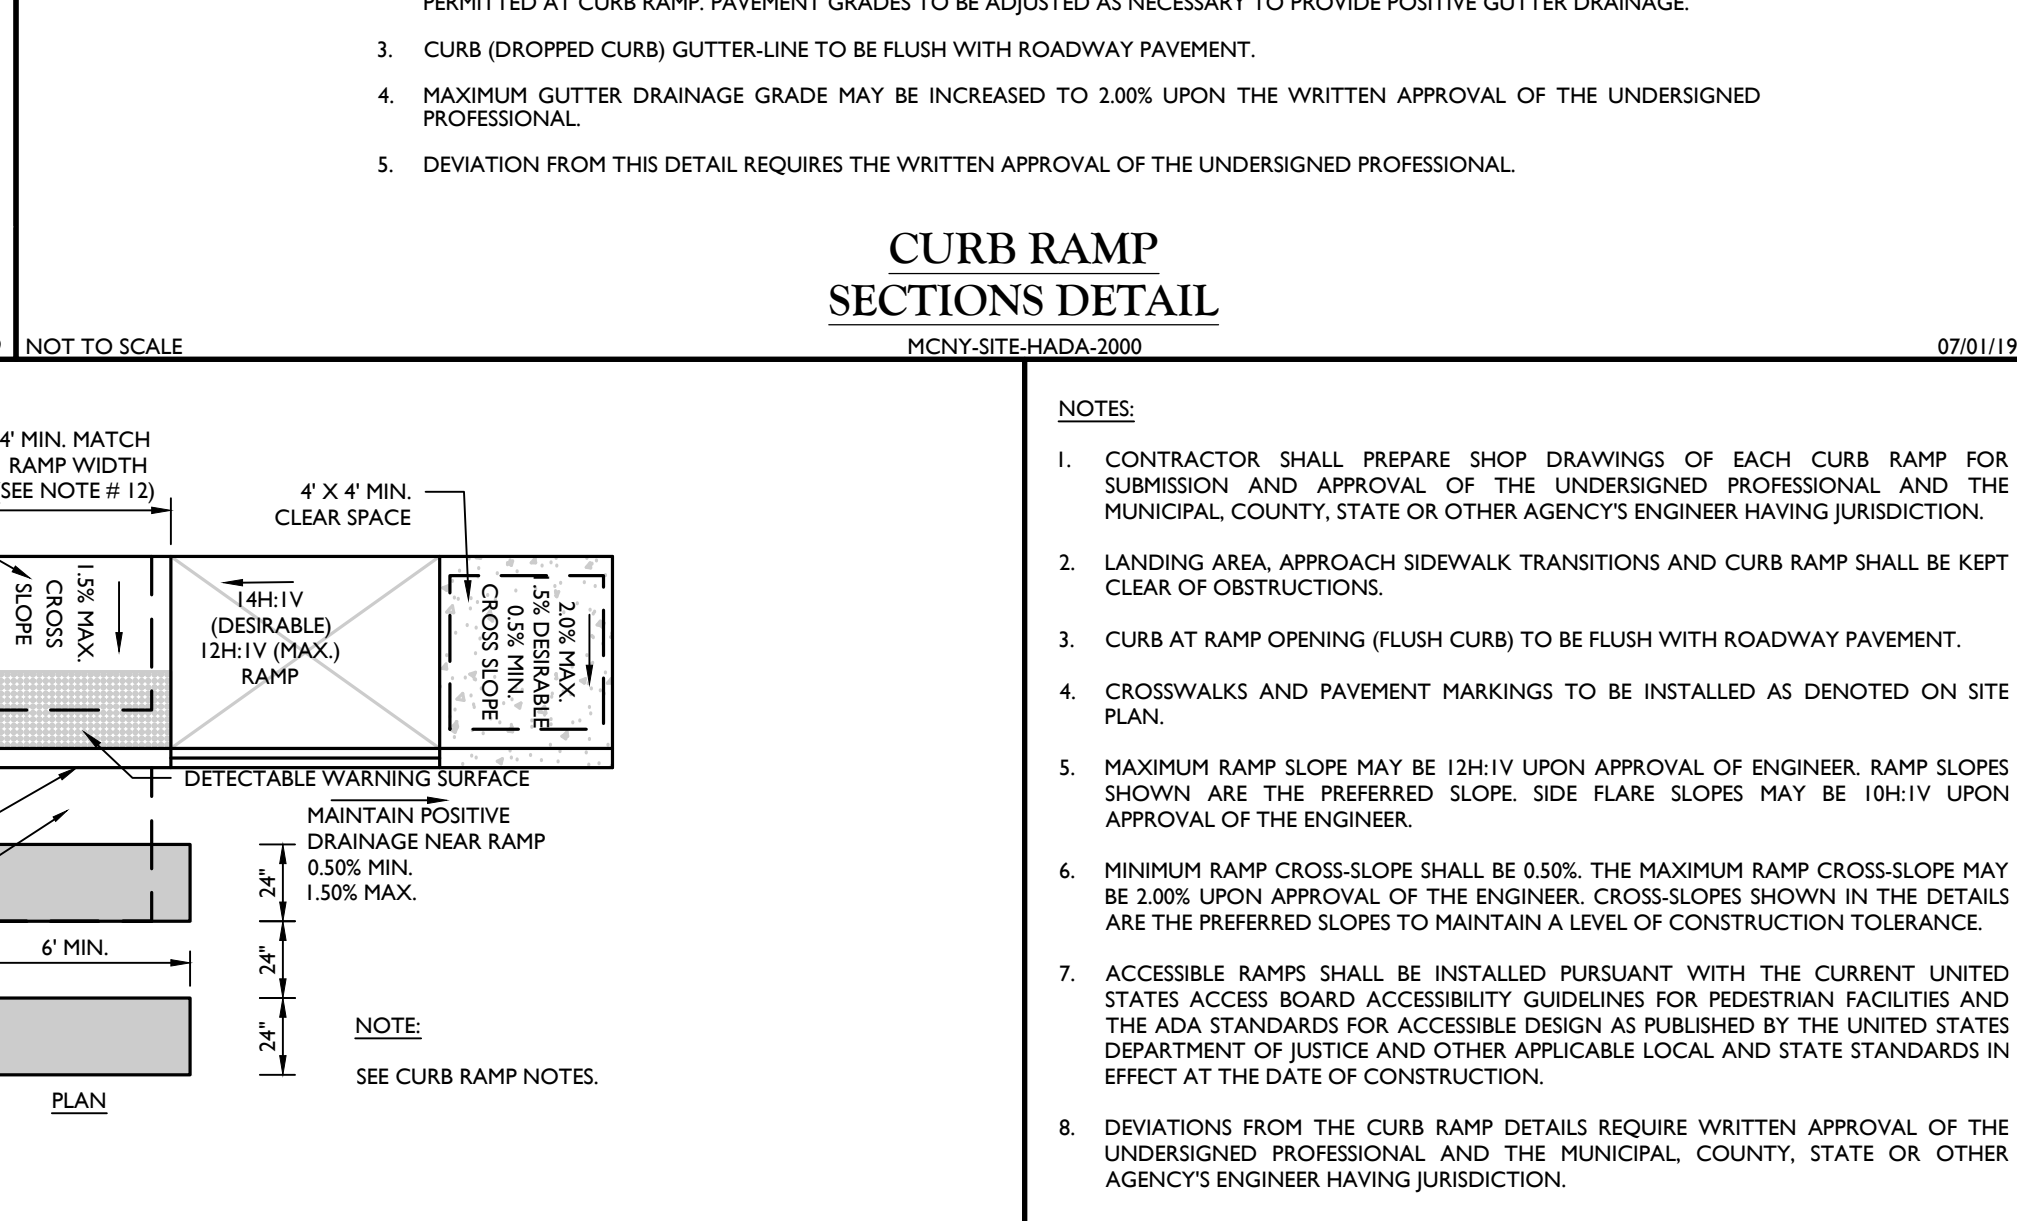 PERMITTED AT CURB RAMP. PAVEMENT GRADES TO BE ADJUSTED AS NECESSARY TO PROVIDE POSITIVE GUTTER DRAINAGE.
3. CURB (DROPPED CURB) GUTTER-LINE TO BE FLUSH WITH ROADWAY PAVEMENT.
4. MAXIMUM GUTTER DRAINAGE GRADE MAY BE INCREASED TO 2.00% UPON THE WRITTEN APPROVAL OF THE UNDERSIGNED
PROFESSIONAL.
5. DEVIATION FROM THIS DETAIL REQUIRES THE WRITTEN APPROVAL OF THE UNDERSIGNED PROFESSIONAL.
CURB RAMP
SECTIONS DETAIL
NOT TO SCALE
MCNY-SITE-HADA-2000
07/01/19
4' MIN. MATCH
RAMP WIDTH
(SEE NOTE # 12)
4' X 4' MIN.
CLEAR SPACE
1.5% MAX.
CROSS
SLOPE
14H:1V
(DESIRABLE)
12H:1V (MAX.)
RAMP
2.0% MAX.
.5% DESIRABLE
0.5% MIN.
CROSS SLOPE
DETECTABLE WARNING SURFACE
MAINTAIN POSITIVE
DRAINAGE NEAR RAMP
0.50% MIN.
1.50% MAX.
24"
24"
24"
6' MIN.
PLAN
NOTE:
SEE CURB RAMP NOTES.
NOTES:
1. CONTRACTOR SHALL PREPARE SHOP DRAWINGS OF EACH CURB RAMP FOR
SUBMISSION AND APPROVAL OF THE UNDERSIGNED PROFESSIONAL AND THE
MUNICIPAL, COUNTY, STATE OR OTHER AGENCY'S ENGINEER HAVING JURISDICTION.
2. LANDING AREA, APPROACH SIDEWALK TRANSITIONS AND CURB RAMP SHALL BE KEPT
CLEAR OF OBSTRUCTIONS.
3. CURB AT RAMP OPENING (FLUSH CURB) TO BE FLUSH WITH ROADWAY PAVEMENT.
4. CROSSWALKS AND PAVEMENT MARKINGS TO BE INSTALLED AS DENOTED ON SITE
PLAN.
5. MAXIMUM RAMP SLOPE MAY BE 12H:1V UPON APPROVAL OF ENGINEER. RAMP SLOPES
SHOWN ARE THE PREFERRED SLOPE. SIDE FLARE SLOPES MAY BE 10H:1V UPON
APPROVAL OF THE ENGINEER.
6. MINIMUM RAMP CROSS-SLOPE SHALL BE 0.50%. THE MAXIMUM RAMP CROSS-SLOPE MAY
BE 2.00% UPON APPROVAL OF THE ENGINEER. CROSS-SLOPES SHOWN IN THE DETAILS
ARE THE PREFERRED SLOPES TO MAINTAIN A LEVEL OF CONSTRUCTION TOLERANCE.
7. ACCESSIBLE RAMPS SHALL BE INSTALLED PURSUANT WITH THE CURRENT UNITED
STATES ACCESS BOARD ACCESSIBILITY GUIDELINES FOR PEDESTRIAN FACILITIES AND
THE ADA STANDARDS FOR ACCESSIBLE DESIGN AS PUBLISHED BY THE UNITED STATES
DEPARTMENT OF JUSTICE AND OTHER APPLICABLE LOCAL AND STATE STANDARDS IN
EFFECT AT THE DATE OF CONSTRUCTION.
8. DEVIATIONS FROM THE CURB RAMP DETAILS REQUIRE WRITTEN APPROVAL OF THE
UNDERSIGNED PROFESSIONAL AND THE MUNICIPAL, COUNTY, STATE OR OTHER
AGENCY'S ENGINEER HAVING JURISDICTION.